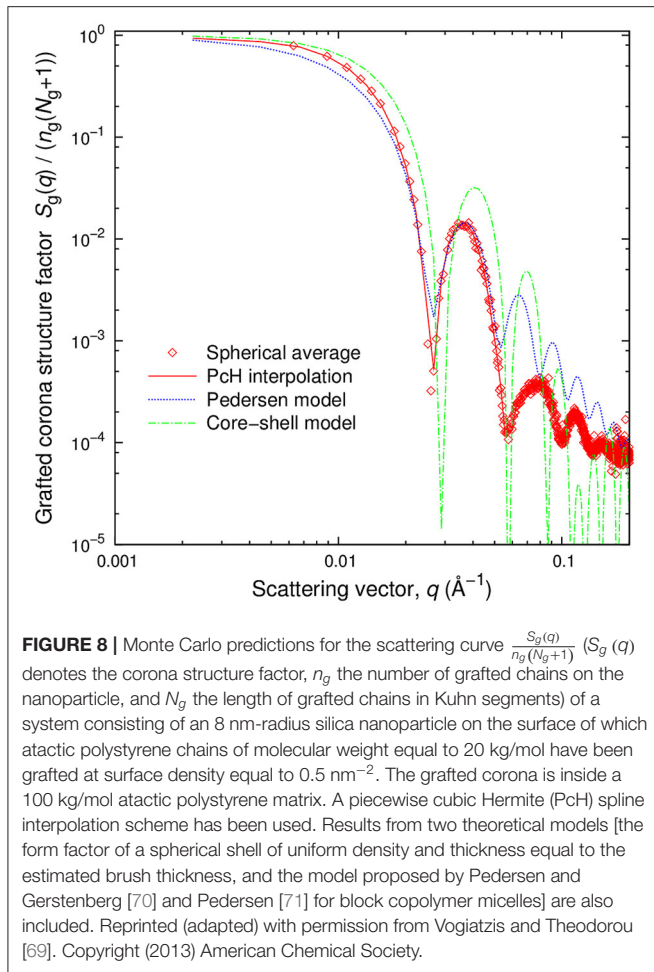 Grafted corona structure factor S_g(q) / (n_g(N_g+1))
10^0
10^-1
10^-2
10^-3
10^-4
10^-5
Spherical average
PcH interpolation
Pedersen model
Core−shell model
0.001
0.01
0.1
Scattering vector, q (Å^-1)
FIGURE 8 | Monte Carlo predictions for the scattering curve S_g(q)/n_g(N_g+1) (S_g (q)
denotes the corona structure factor, n_g the number of grafted chains on the
nanoparticle, and N_g the length of grafted chains in Kuhn segments) of a
system consisting of an 8 nm-radius silica nanoparticle on the surface of which
atactic polystyrene chains of molecular weight equal to 20 kg/mol have been
grafted at surface density equal to 0.5 nm^−2. The grafted corona is inside a
100 kg/mol atactic polystyrene matrix. A piecewise cubic Hermite (PcH) spline
interpolation scheme has been used. Results from two theoretical models [the
form factor of a spherical shell of uniform density and thickness equal to the
estimated brush thickness, and the model proposed by Pedersen and
Gerstenberg [70] and Pedersen [71] for block copolymer micelles] are also
included. Reprinted (adapted) with permission from Vogiatzis and Theodorou
[69]. Copyright (2013) American Chemical Society.